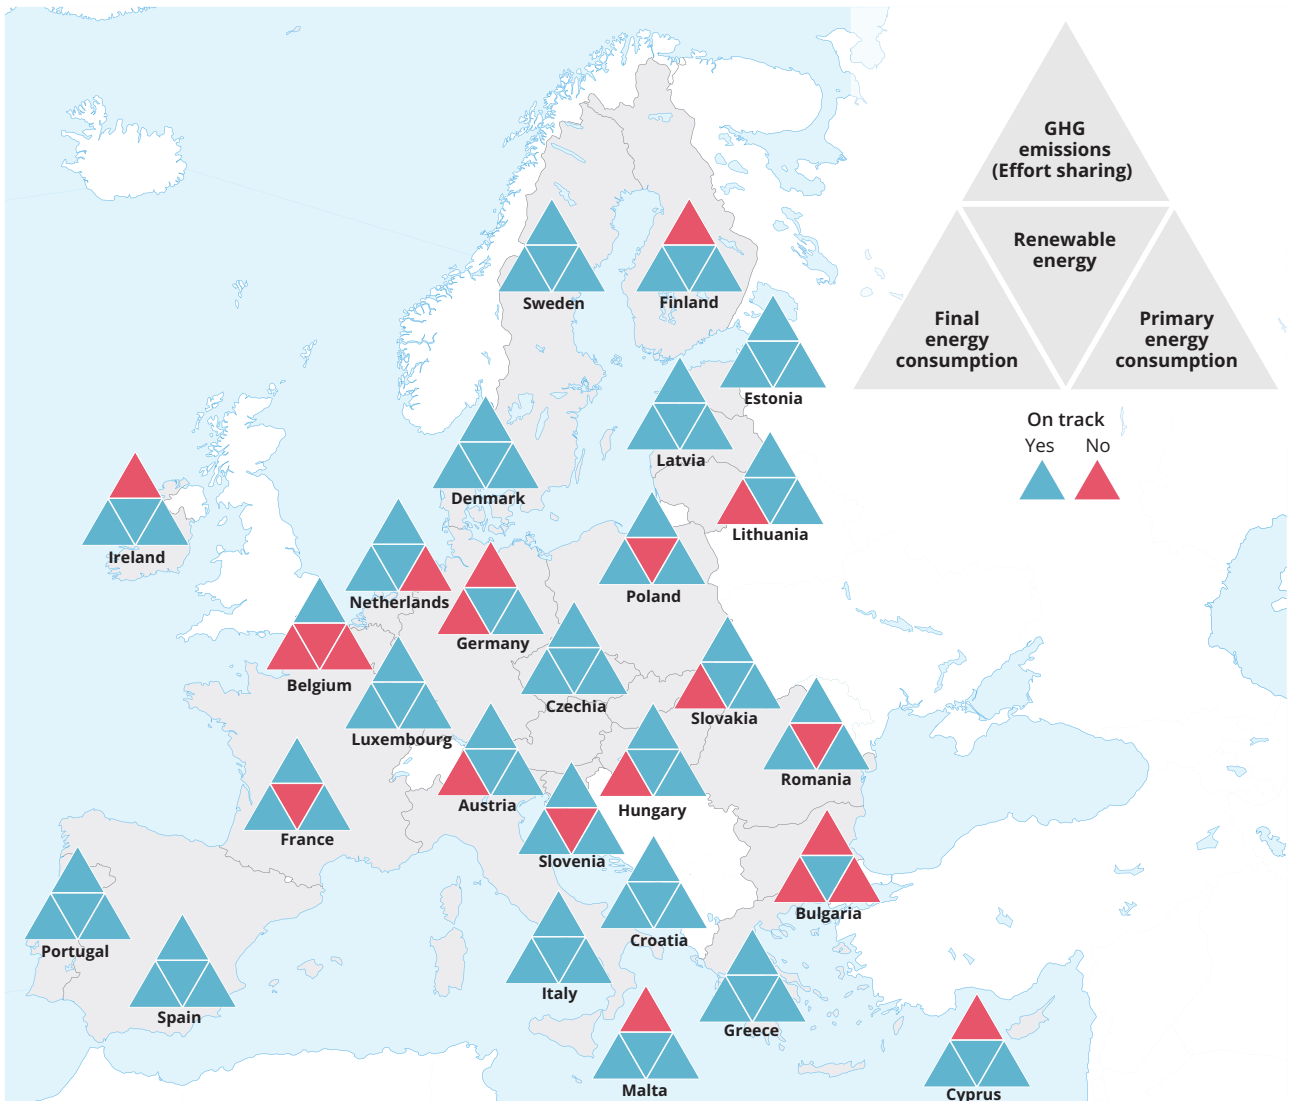 GHG
emissions
(Effort sharing)
Renewable
energy
Final
energy
consumption
Primary
energy
consumption
On track
Yes No
Sweden
Finland
Estonia
Latvia
Denmark
Lithuania
Ireland
Poland
Netherlands
Germany
Belgium
Czechia
Slovakia
Luxembourg
Romania
Austria
Hungary
France
Slovenia
Bulgaria
Croatia
Portugal
Italy
Spain
Greece
Malta
Cyprus